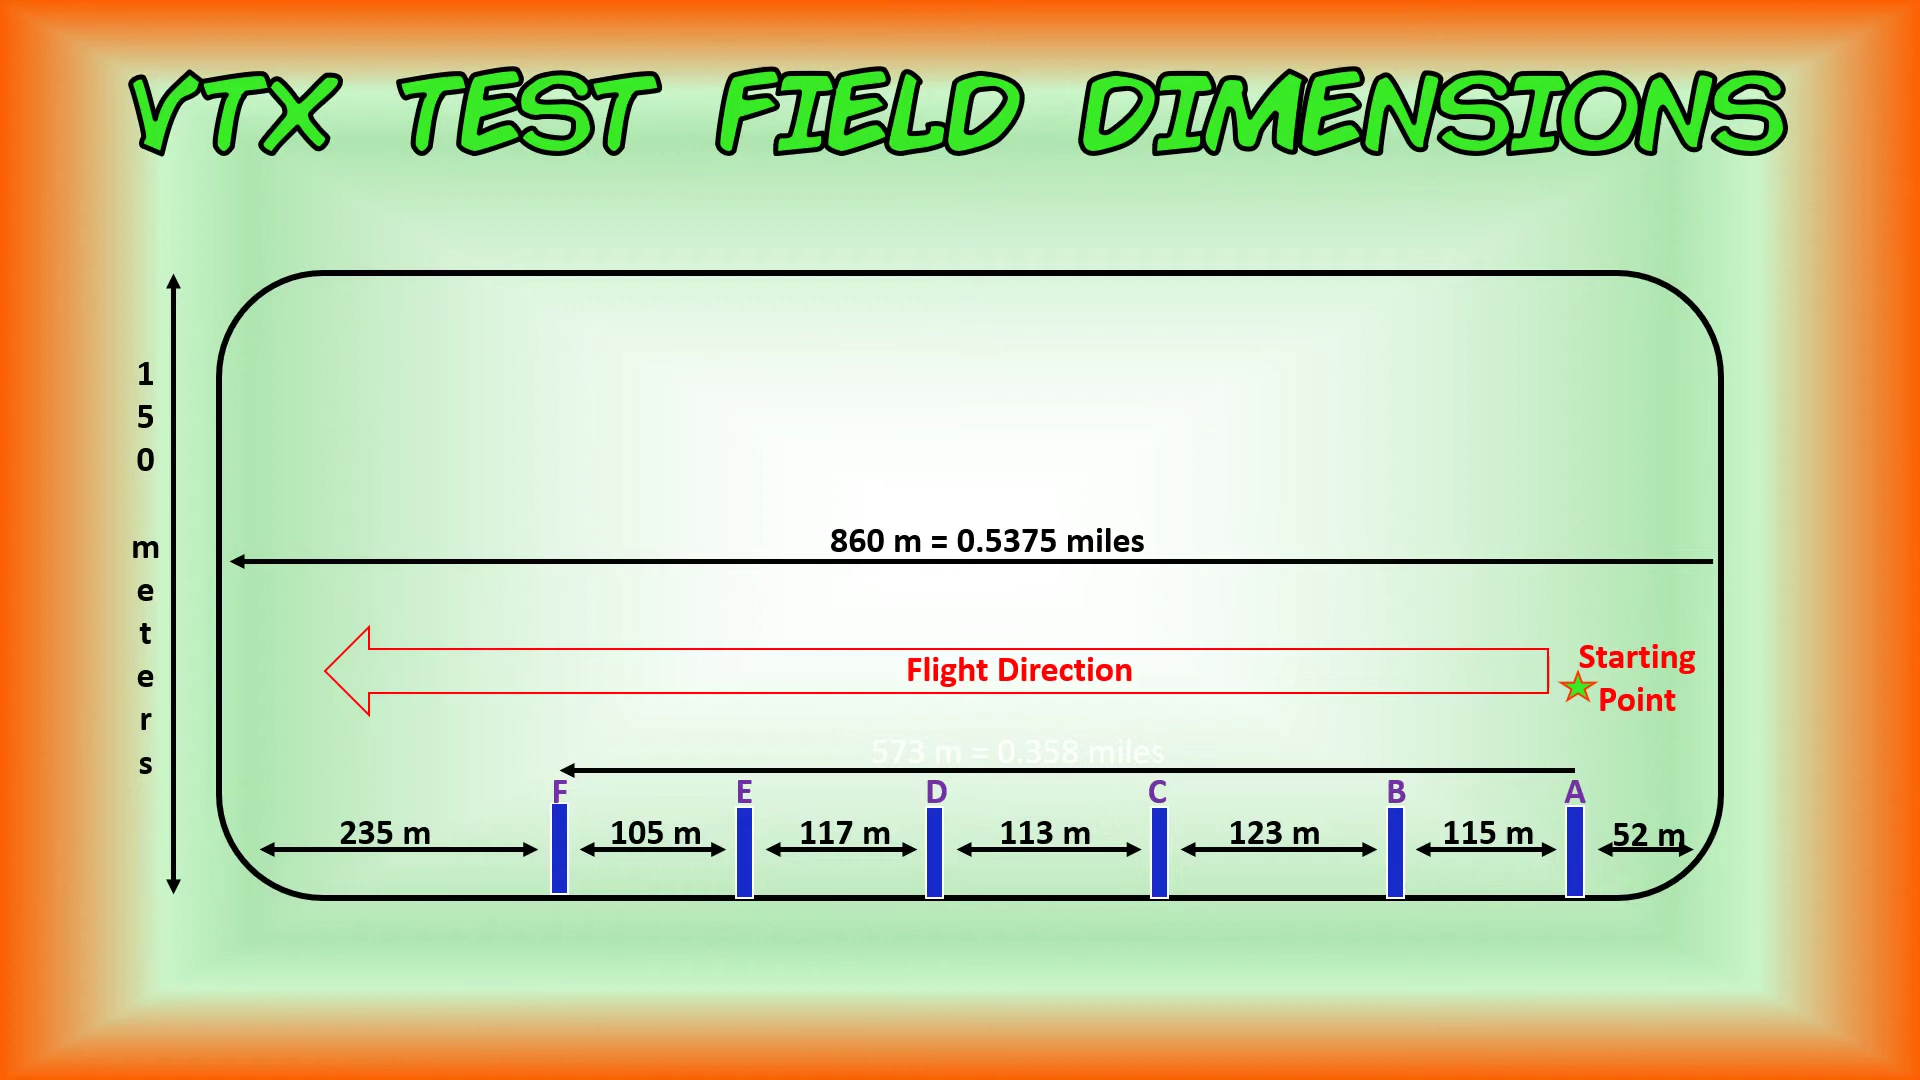 VTX TEST FIELD DIMENSIONS
150 meters
860 m = 0.5375 miles
Flight Direction
Starting
Point
573 m = 0.358 miles
F E D C B A
235 m 105 m 117 m 113 m 123 m 115 m 52 m